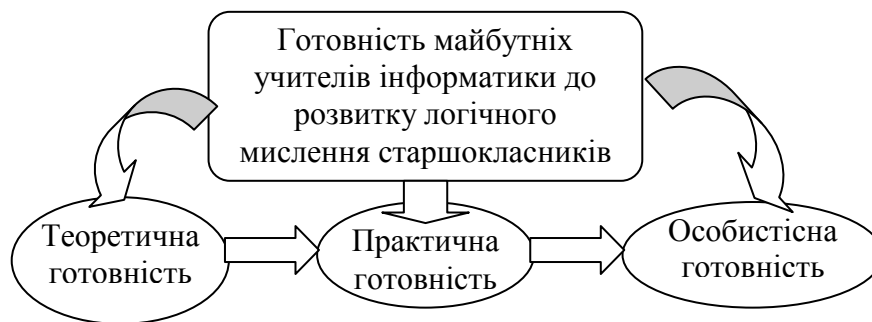 Готовність майбутніх
учителів інформатики до
розвитку логічного
мислення старшокласників
Теоретична
готовність
Практична
готовність
Особистісна
готовність